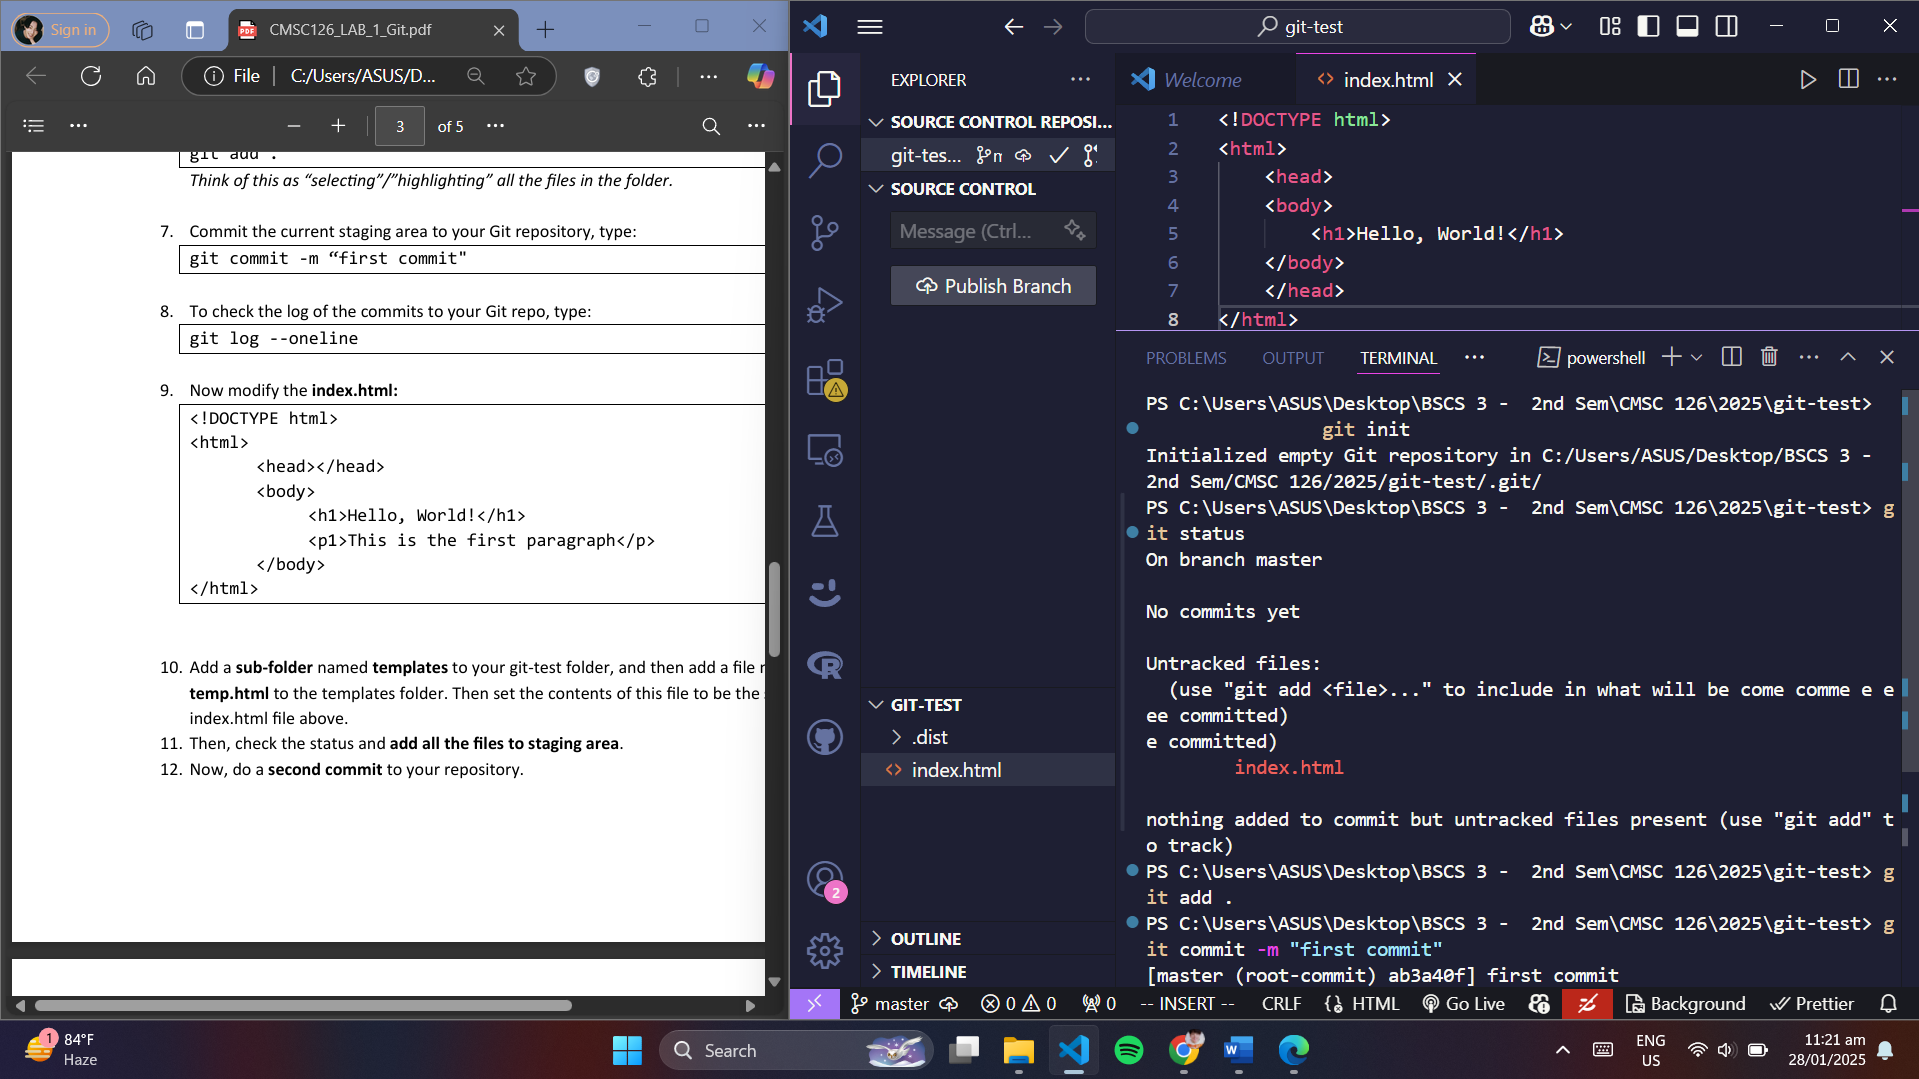 Sign in
CMSC126_LAB_1_Git.pdf
File
C:/Users/ASUS/D...
3
of 5
git add .
Think of this as “selecting”/”highlighting” all the files in the folder.
7. Commit the current staging area to your Git repository, type:
git commit -m “first commit"
8. To check the log of the commits to your Git repo, type:
git log --oneline
9. Now modify the index.html:
<!DOCTYPE html>
<html>
<head></head>
<body>
<h1>Hello, World!</h1>
<p1>This is the first paragraph</p>
</body>
</html>
10. Add a sub-folder named templates to your git-test folder, and then add a file
temp.html to the templates folder. Then set the contents of this file to be the
index.html file above.
11. Then, check the status and add all the files to staging area.
12. Now, do a second commit to your repository.
git-test
EXPLORER
SOURCE CONTROL REPOSI...
git-tes...
SOURCE CONTROL
Message (Ctrl...
Publish Branch
GIT-TEST
.dist
index.html
OUTLINE
TIMELINE
2
Welcome
index.html
1 <!DOCTYPE html>
2 <html>
3 <head>
4 <body>
5 <h1>Hello, World!</h1>
6 </body>
7 </head>
8 </html>
PROBLEMS
OUTPUT
TERMINAL
powershell
PS C:\Users\ASUS\Desktop\BSCS 3 -  2nd Sem\CMSC 126\2025\git-test>
git init
Initialized empty Git repository in C:/Users/ASUS/Desktop/BSCS 3 -
2nd Sem/CMSC 126/2025/git-test/.git/
PS C:\Users\ASUS\Desktop\BSCS 3 -  2nd Sem\CMSC 126\2025\git-test> g
it status
On branch master
No commits yet
Untracked files:
(use "git add <file>..." to include in what will be come comme e e
ee committed)
e committed)
index.html
nothing added to commit but untracked files present (use "git add" t
o track)
PS C:\Users\ASUS\Desktop\BSCS 3 -  2nd Sem\CMSC 126\2025\git-test> g
it add .
PS C:\Users\ASUS\Desktop\BSCS 3 -  2nd Sem\CMSC 126\2025\git-test> g
it commit -m "first commit"
[master (root-commit) ab3a40f] first commit
master
0
0
0
-- INSERT --
CRLF
HTML
Go Live
Background
Prettier
1
84°F
Haze
Search
ENG
US
11:21 am
28/01/2025